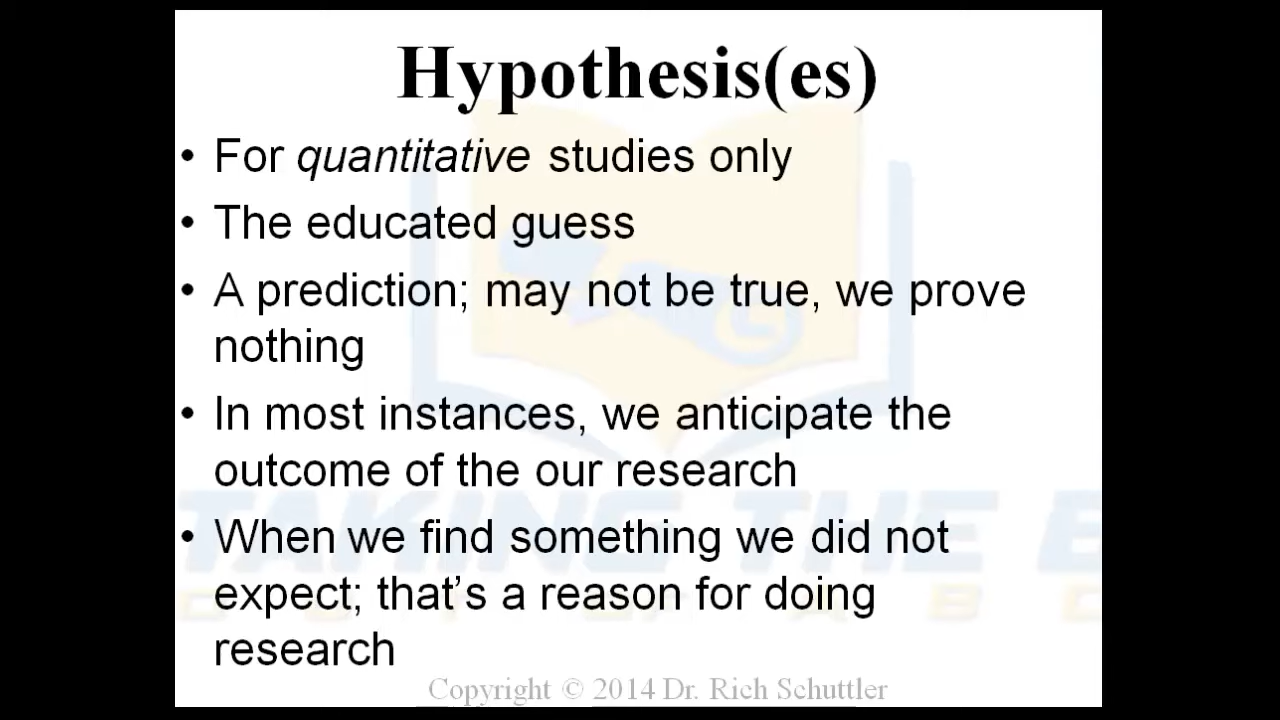 Hypothesis(es)
• For quantitative studies only
• The educated guess
• A prediction; may not be true, we prove
nothing
• In most instances, we anticipate the
outcome of the our research
• When we find something we did not
expect; that’s a reason for doing
research
TAKING THE B
Copyright © 2014 Dr. Rich Schuttler